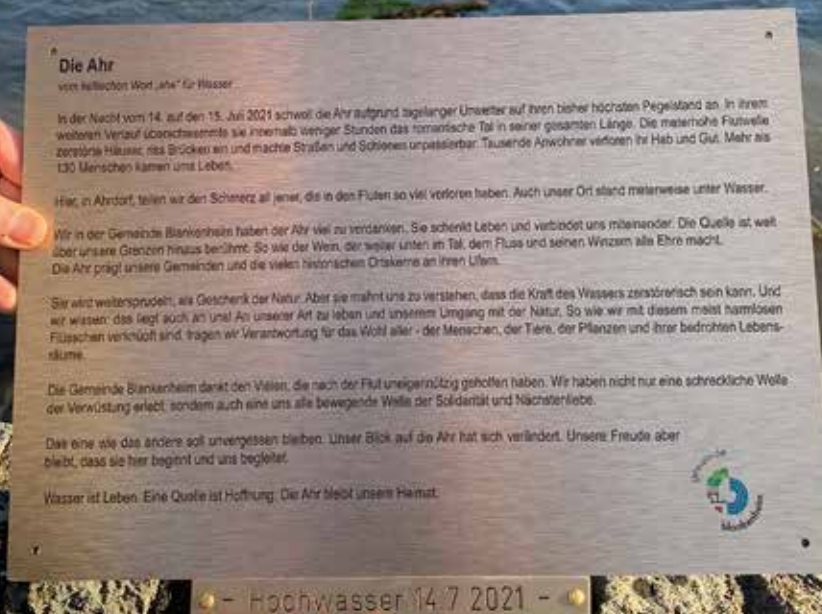 Die Ahr
vom keltischen Wort „aha“ für Wasser
In der Nacht vom 14. auf den 15. Juli 2021 schwoll die Ahr aufgrund tagelanger Unwetter auf ihren bisher höchsten Pegelstand an. In ihrem
weiteren Verlauf überschwemmte sie innerhalb weniger Stunden das romantische Tal in seiner gesamten Länge. Die meterhohe Flutwelle
zerstörte Häuser, riss Brücken ein und machte Straßen und Schienen unpassierbar. Tausende Anwohner verloren ihr Hab und Gut. Mehr als
130 Menschen kamen ums Leben.
Hier, in Ahrdorf, teilen wir den Schmerz all jener, die in den Fluten so viel verloren haben. Auch unser Ort stand meterweise unter Wasser.
Wir in der Gemeinde Blankenheim haben der Ahr viel zu verdanken. Sie schenkt Leben und verbindet uns miteinander. Die Quelle ist weit
über unsere Grenzen hinaus berühmt. So wie der Wein, der weiter unten im Tal, dem Fluss und seinen Winzern alle Ehre macht.
Die Ahr prägt unsere Gemeinden und die vielen historischen Ortskerne an ihren Ufern.
Sie wird weitersprudeln, als Geschenk der Natur. Aber sie mahnt uns zu verstehen, dass die Kraft des Wassers zerstörerisch sein kann. Und
wir wissen: das liegt auch an uns! An unserer Art zu leben und unserem Umgang mit der Natur. So wie wir mit diesem meist harmlosen
Flüsschen verknüpft sind, tragen wir Verantwortung für das Wohl aller - der Menschen, der Tiere, der Pflanzen und ihrer bedrohten Lebens-
räume.
Die Gemeinde Blankenheim dankt den Vielen, die nach der Flut uneigennützig geholfen haben. Wir haben nicht nur eine schreckliche Welle
der Verwüstung erlebt, sondern auch eine uns alle bewegende Welle der Solidarität und Nächstenliebe.
Das eine wie das andere soll unvergessen bleiben. Unser Blick auf die Ahr hat sich verändert. Unsere Freude aber
bleibt, dass sie hier beginnt und uns begleitet.
Wasser ist Leben. Eine Quelle ist Hoffnung. Die Ahr bleibt unsere Heimat.
Blankenheim
- Hochwasser 14.7 2021 -